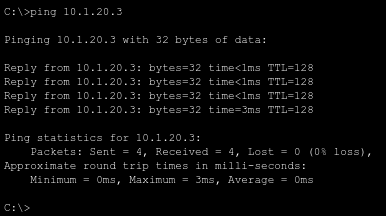 C:\>ping 10.1.20.3
Pinging 10.1.20.3 with 32 bytes of data:
Reply from 10.1.20.3: bytes=32 time<1ms TTL=128
Reply from 10.1.20.3: bytes=32 time<1ms TTL=128
Reply from 10.1.20.3: bytes=32 time<1ms TTL=128
Reply from 10.1.20.3: bytes=32 time=3ms TTL=128
Ping statistics for 10.1.20.3:
Packets: Sent = 4, Received = 4, Lost = 0 (0% loss),
Approximate round trip times in milli-seconds:
Minimum = 0ms, Maximum = 3ms, Average = 0ms
C:\>